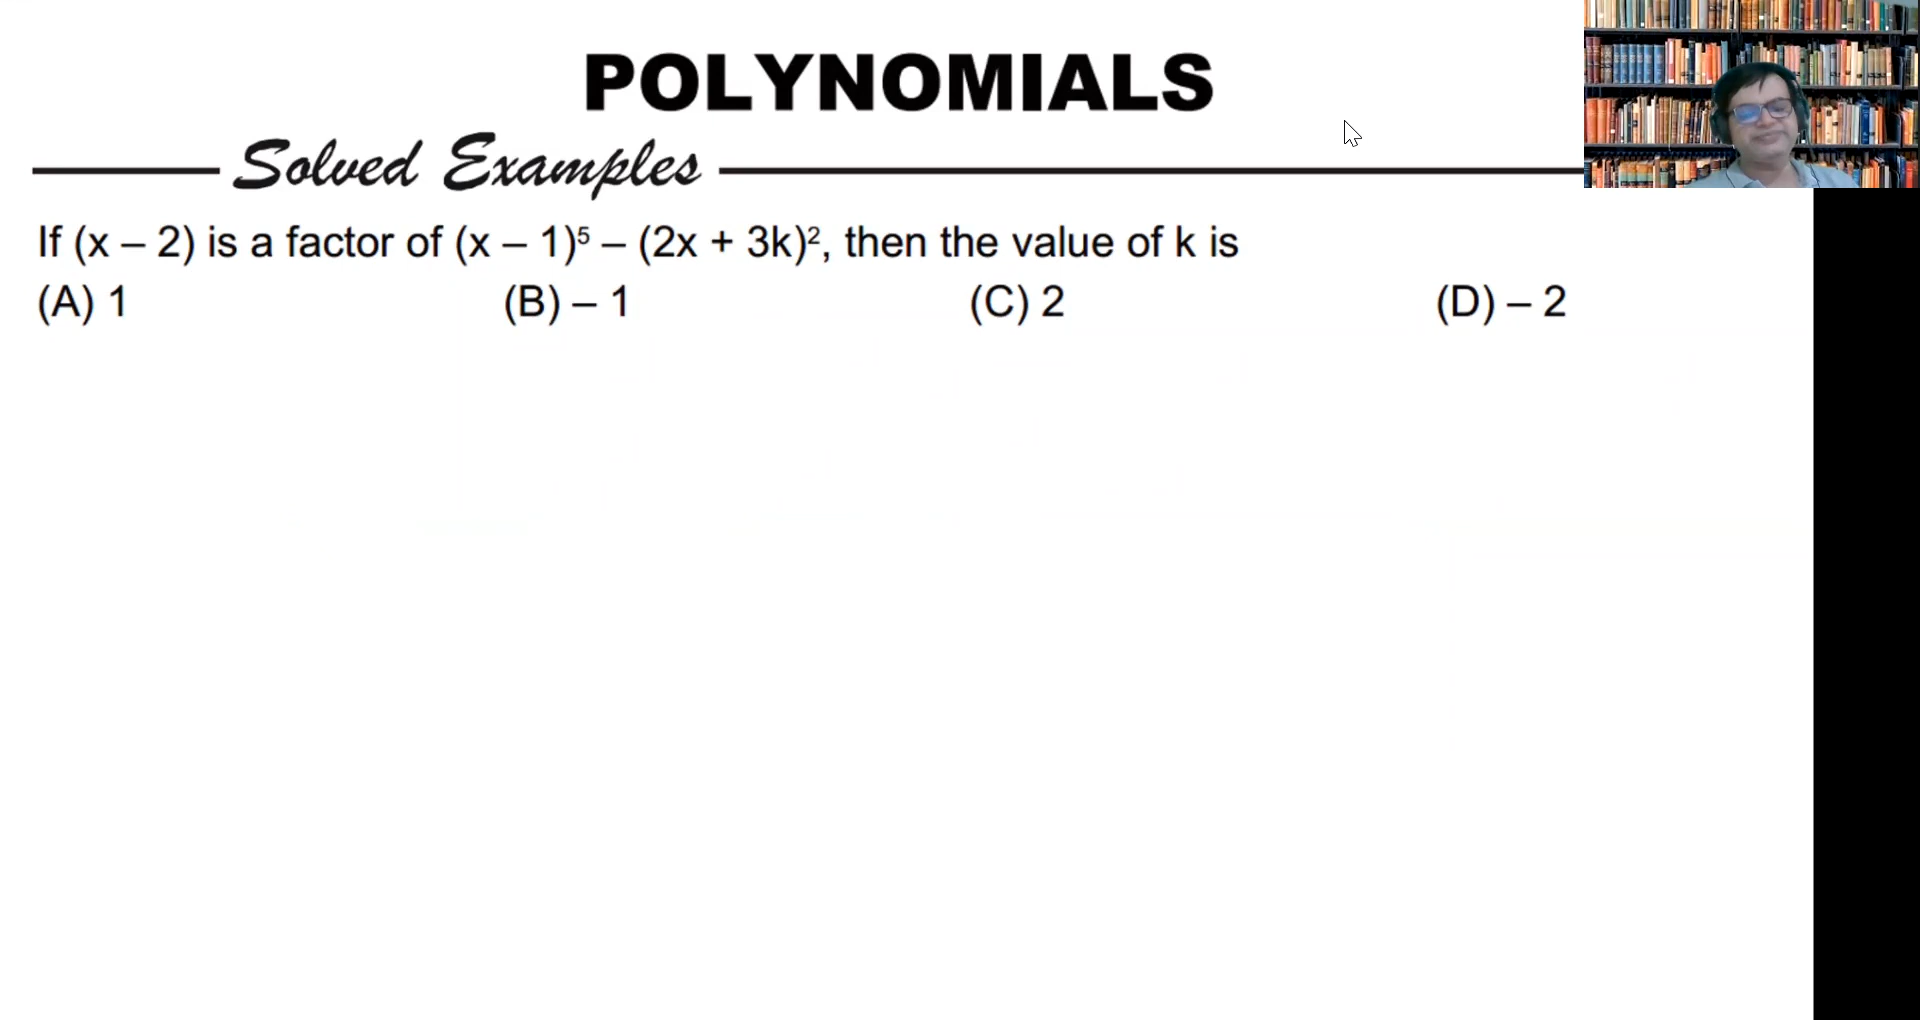 POLYNOMIALS
Solved Examples
If (x – 2) is a factor of (x – 1)⁵ – (2x + 3k)², then the value of k is
(A) 1 (B) – 1 (C) 2 (D) – 2